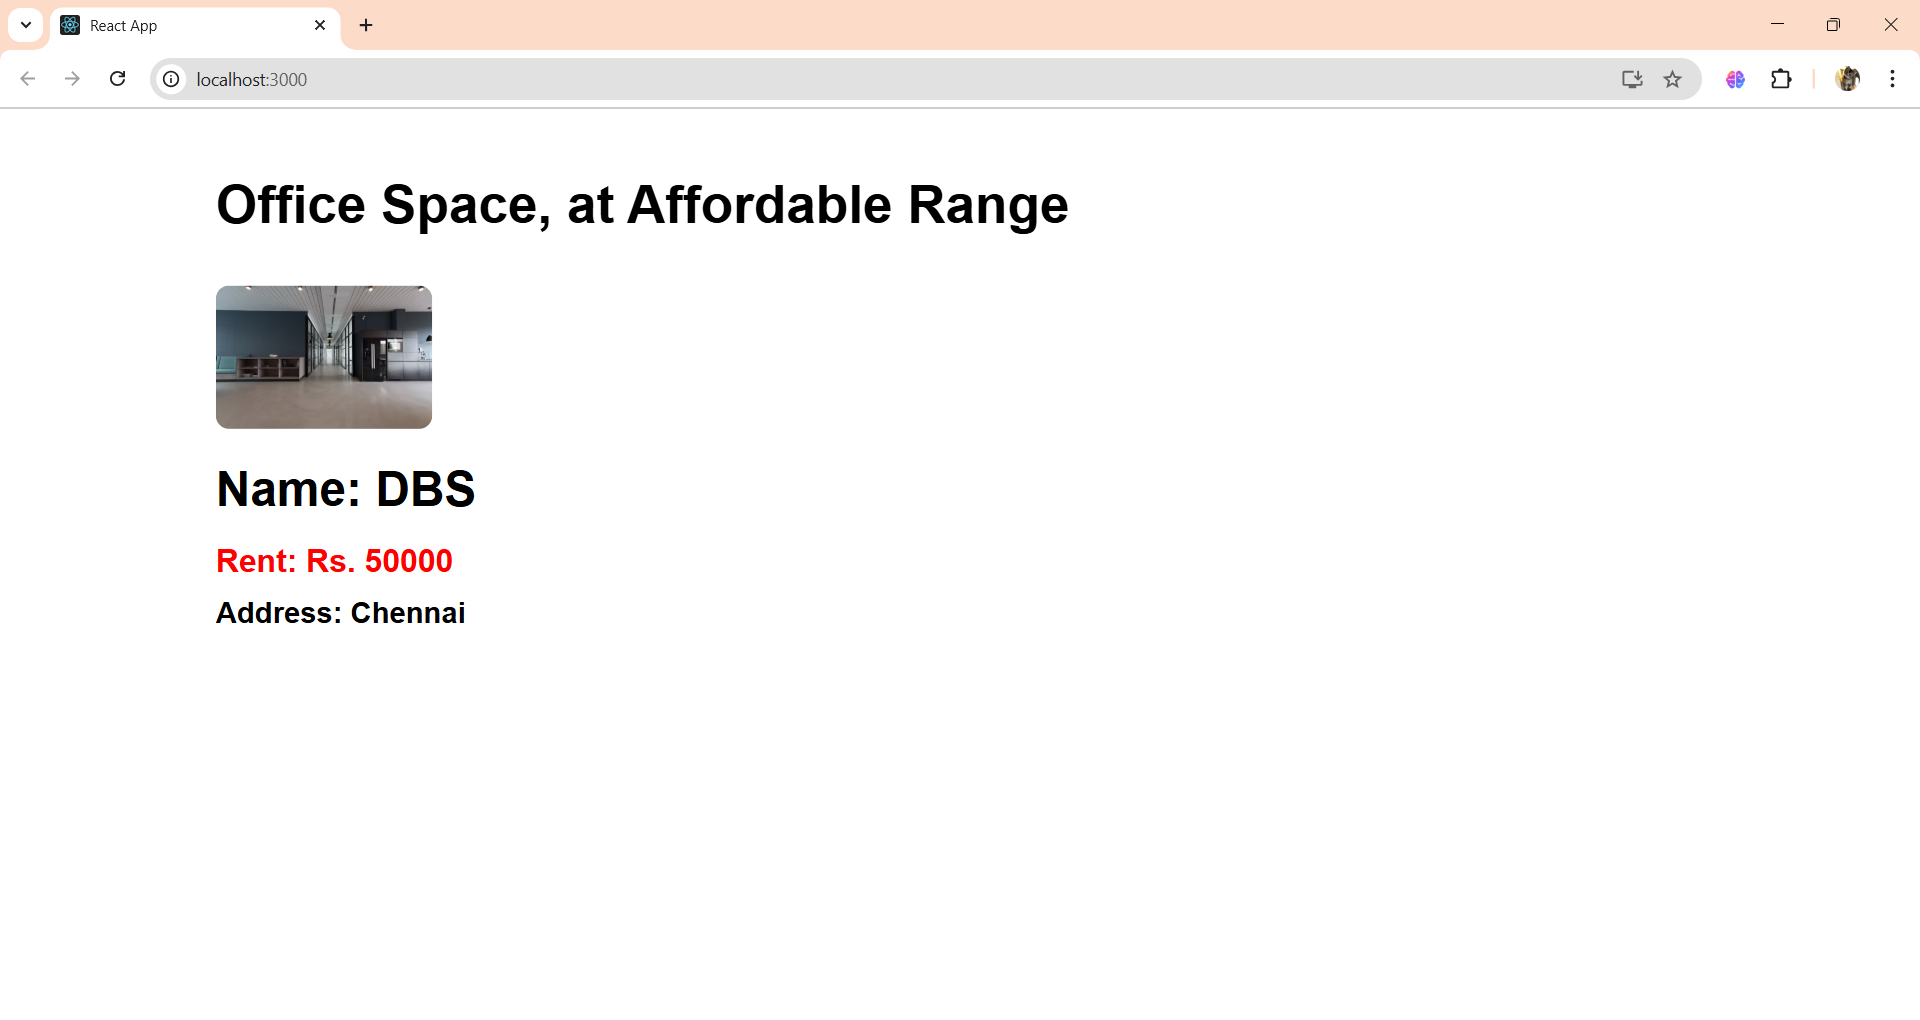 React App
localhost:3000
Office Space, at Affordable Range
Name: DBS
Rent: Rs. 50000
Address: Chennai